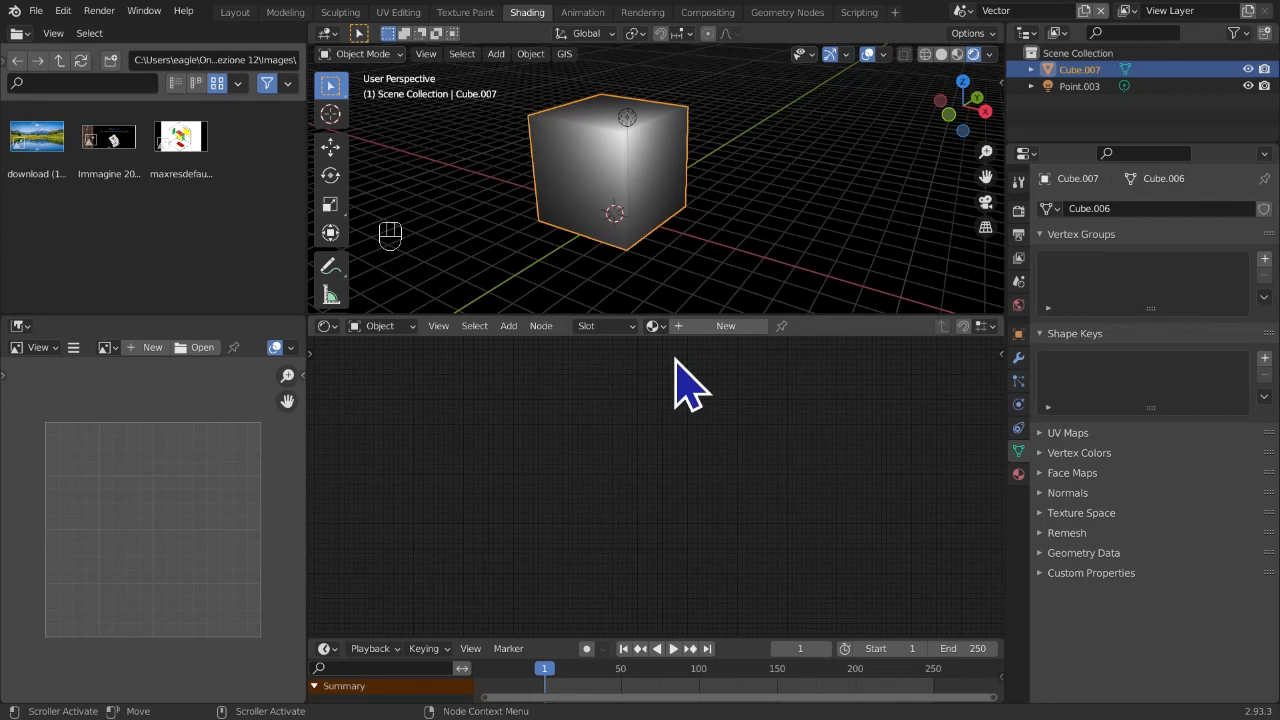 File Edit Render Window Help Layout Modeling Sculpting UV Editing Texture Paint Shading Animation Rendering Compositing Geometry Nodes Scripting Vector View Layer
View Select
C:\Users\eagle\On...ezione 12\Images\
download (1... Immagine 20... maxresdefau...
Global Options
Object Mode View Select Add Object GIS
User Perspective
(1) Scene Collection | Cube.007
Z
Y
X
Scene Collection
Cube.007
Point.003
Cube.007 Cube.006
Cube.006
Vertex Groups
Shape Keys
UV Maps
Vertex Colors
Face Maps
Normals
Texture Space
Remesh
Geometry Data
Custom Properties
View New Open
Object View Select Add Node Slot New
Playback Keying View Marker 1 Start 1 End 250
1 50 100 150 200 250
Summary
Scroller Activate Move Scroller Activate Node Context Menu 2.93.3